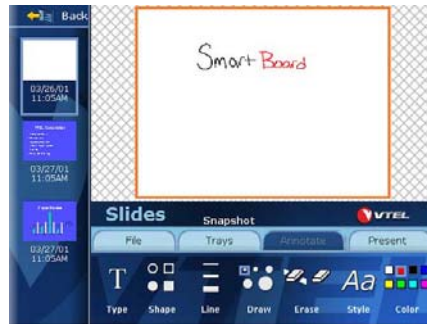 Back
Smart Board
03/26/01
11:05AM
03/27/01
11:05AM
03/27/01
11:05AM
Slides
Snapshot
VTEL
File
Trays
Annotate
Present
T
Aa
Type
Shape
Line
Draw
Erase
Style
Color